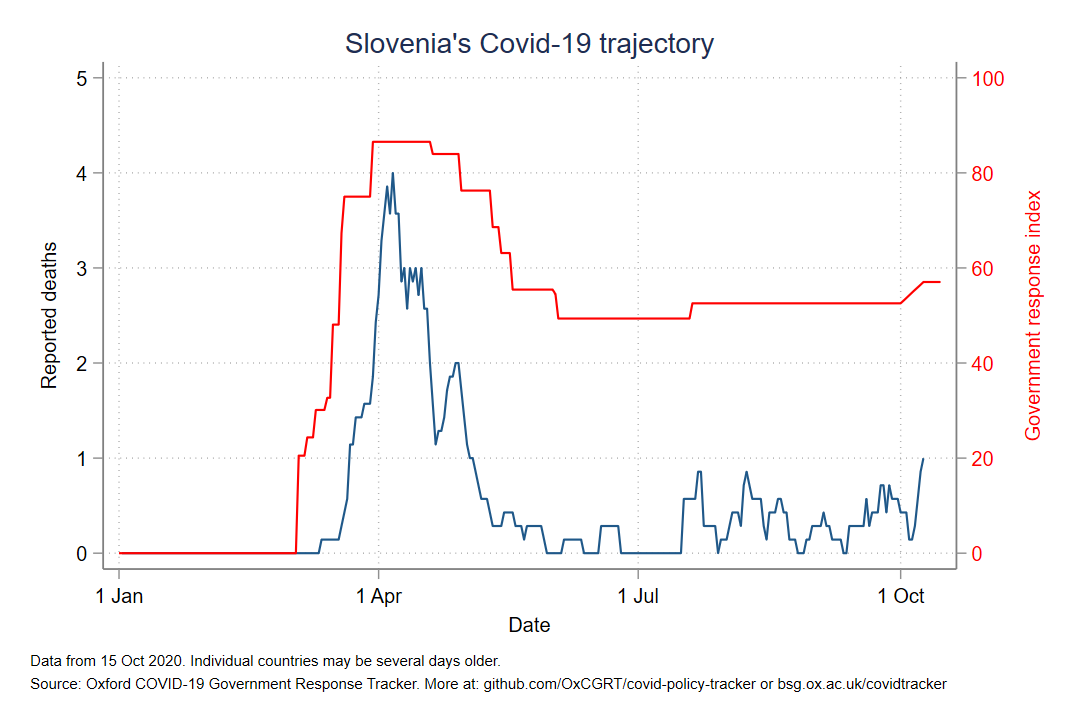 Slovenia's Covid-19 trajectory
5
4
3
2
1
0
Reported deaths
100
80
60
40
20
0
Government response index
1 Jan
1 Apr
1 Jul
1 Oct
Date
Data from 15 Oct 2020. Individual countries may be several days older.
Source: Oxford COVID-19 Government Response Tracker. More at: github.com/OxCGRT/covid-policy-tracker or bsg.ox.ac.uk/covidtracker